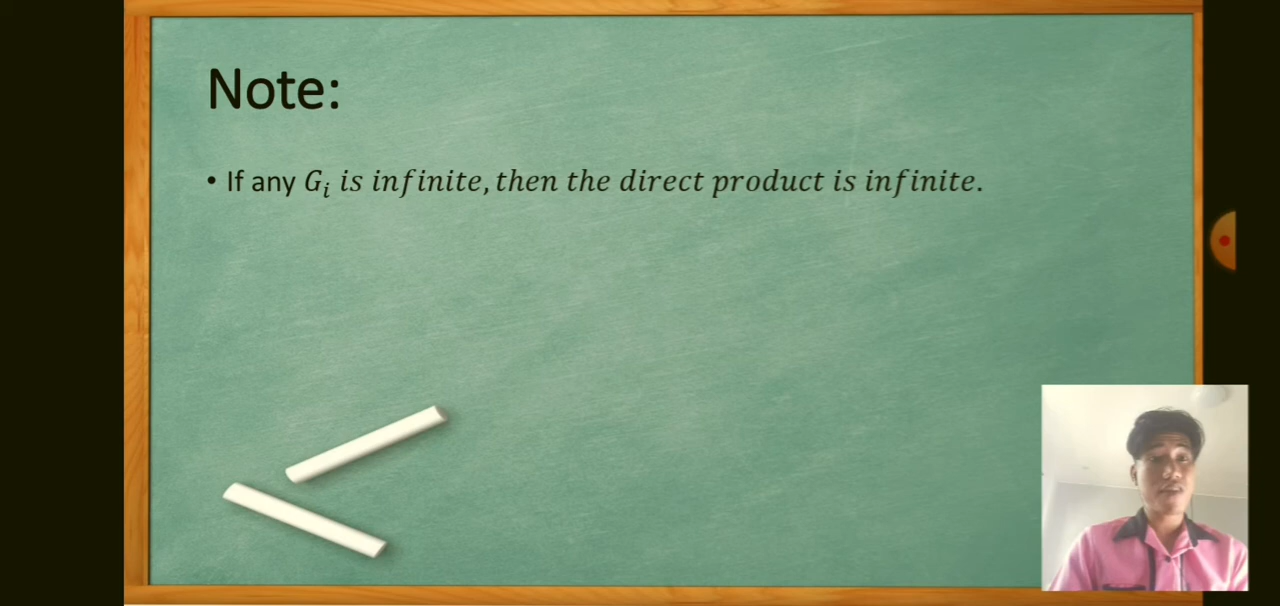 Note:
• If any Gᵢ is infinite, then the direct product is infinite.